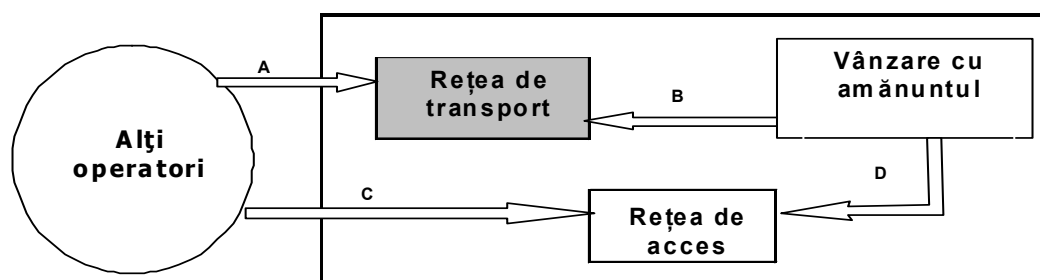 A
Rețea de
transport
B
Vânzare cu
amănuntul
Alţi
operatori
C
D
Rețea de
acces